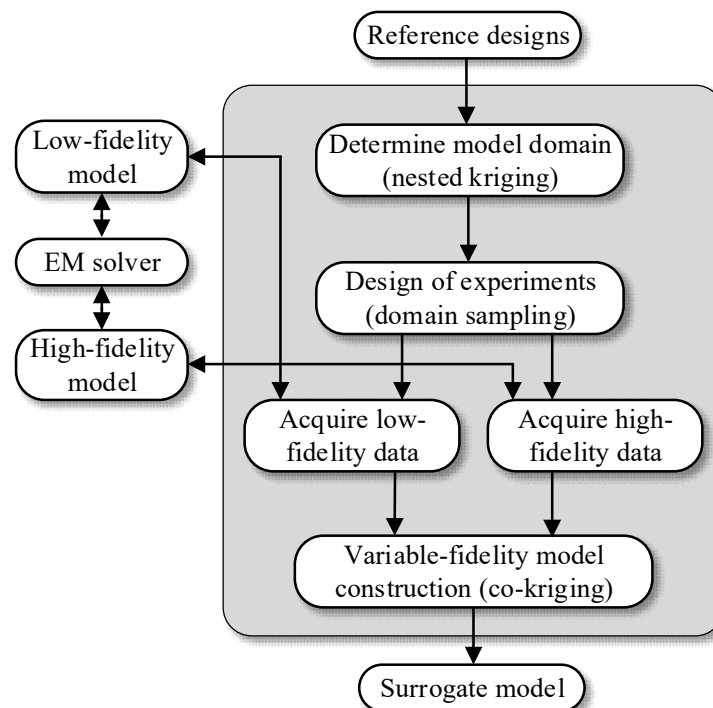 Reference designs
Low-fidelity
model
Determine model domain
(nested kriging)
EM solver
Design of experiments
(domain sampling)
High-fidelity
model
Acquire low-
fidelity data
Acquire high-
fidelity data
Variable-fidelity model
construction (co-kriging)
Surrogate model